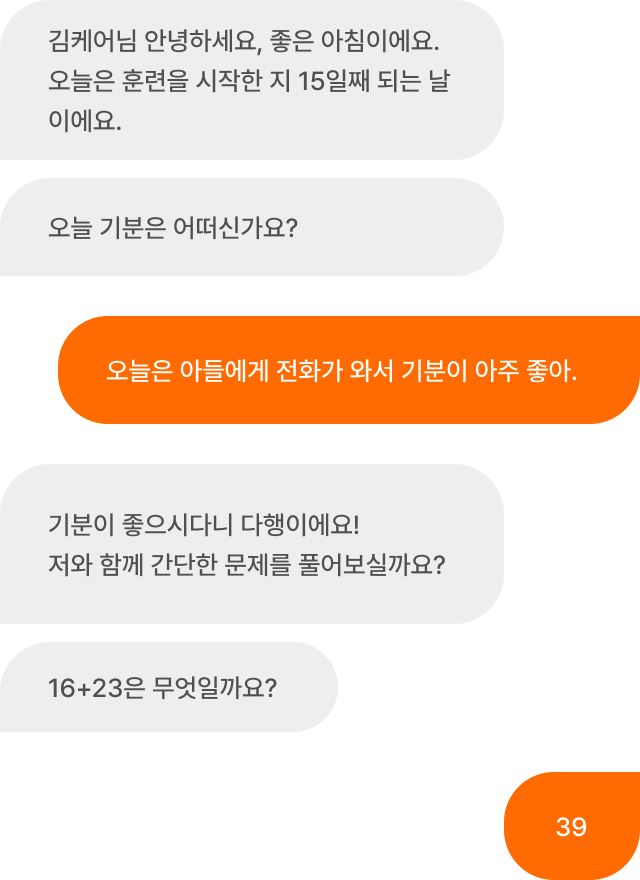 김케어님 안녕하세요, 좋은 아침이에요.
오늘은 훈련을 시작한 지 15일째 되는 날
이에요.
오늘 기분은 어떠신가요?
오늘은 아들에게 전화가 와서 기분이 아주 좋아.
기분이 좋으시다니 다행이에요!
저와 함께 간단한 문제를 풀어보실까요?
16+23은 무엇일까요?
39